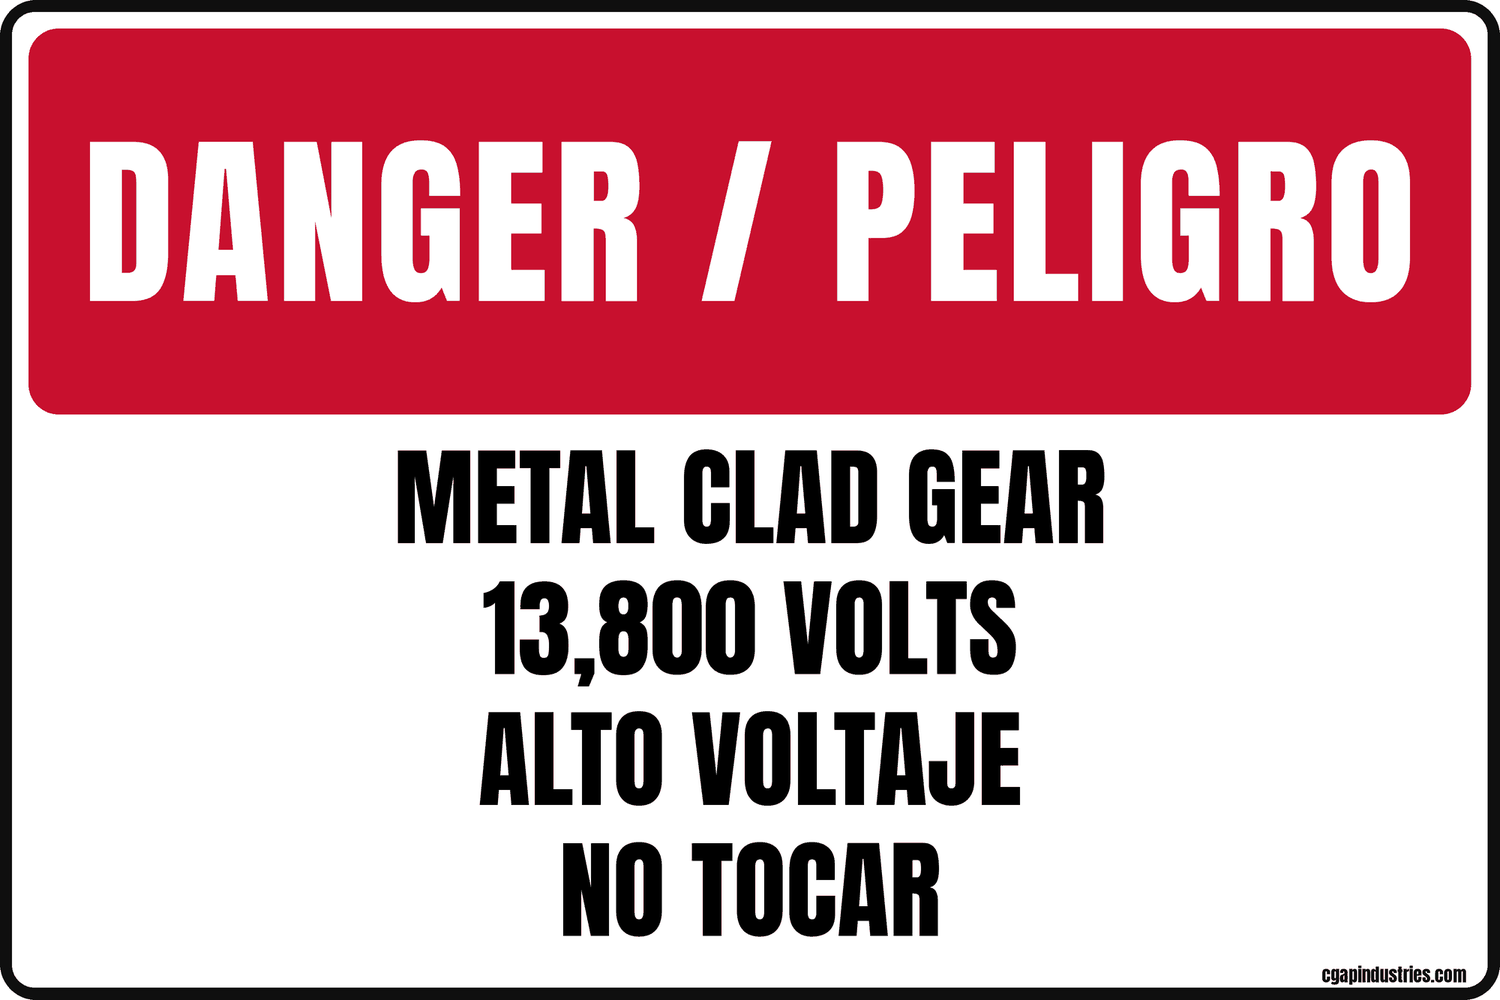 DANGER / PELIGRO
METAL CLAD GEAR
13,800 VOLTS
ALTO VOLTAJE
NO TOCAR
cgapindustries.com